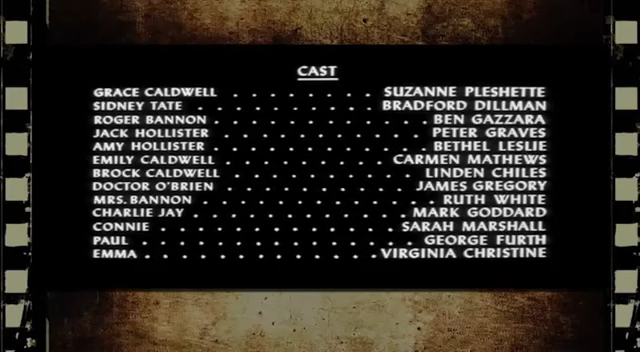 CAST
GRACE CALDWELL . . . . . . . SUZANNE PLESHETTE
SIDNEY TATE . . . . . . . . . BRADFORD DILLMAN
ROGER BANNON . . . . . . . . . . BEN GAZZARA
JACK HOLLISTER . . . . . . . . . . PETER GRAVES
AMY HOLLISTER . . . . . . . . . . BETHEL LESLIE
EMILY CALDWELL . . . . . . . . CARMEN MATHEWS
BROCK CALDWELL . . . . . . . . . LINDEN CHILES
DOCTOR O'BRIEN . . . . . . . . . JAMES GREGORY
MRS. BANNON . . . . . . . . . . . . RUTH WHITE
CHARLIE JAY . . . . . . . . . . . MARK GODDARD
CONNIE . . . . . . . . . . . . SARAH MARSHALL
PAUL . . . . . . . . . . . . . . GEORGE FURTH
EMMA . . . . . . . . . . . . VIRGINIA CHRISTINE